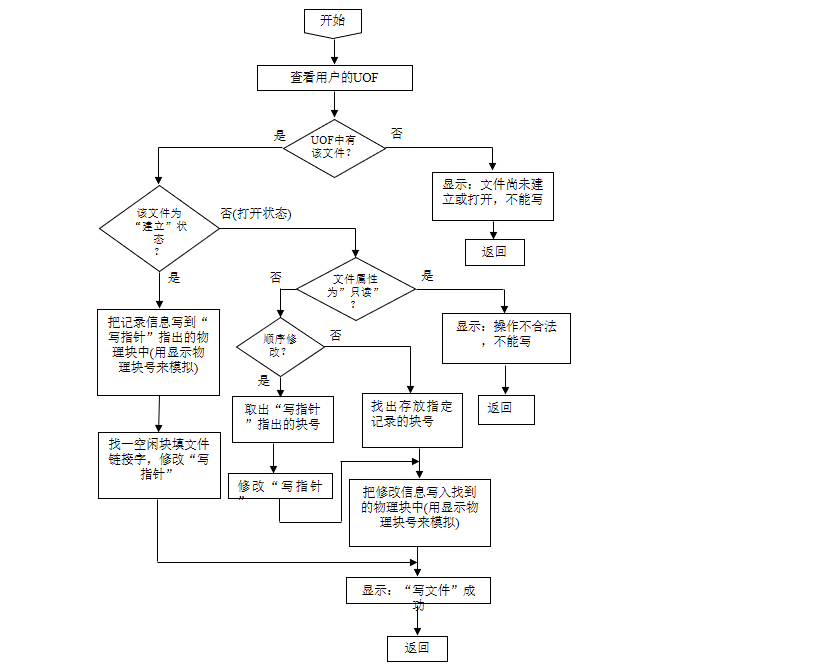 开始
查看用户的UOF
是
否
UOF中有
该文件？
显示：文件尚未建
立或打开，不能写
返回
该文件为
“建立”状
态
？
否(打开状态)
是
文件属性
为”只读”
？
否
是
把记录信息写到“
写指针”指出的物
理块中(用显示物
理块号来模拟)
顺序修
改？
否
是
显示：操作不合法
，不能写
返回
取出“写指针
”指出的块号
找出存放指定
记录的块号
找一空闲块填文件
链接字，修改“写
指针”
修改“写指针
”
把修改信息写入找到
的物理块中(用显示物
理块号来模拟)
显示：“写文件”成
功
返回